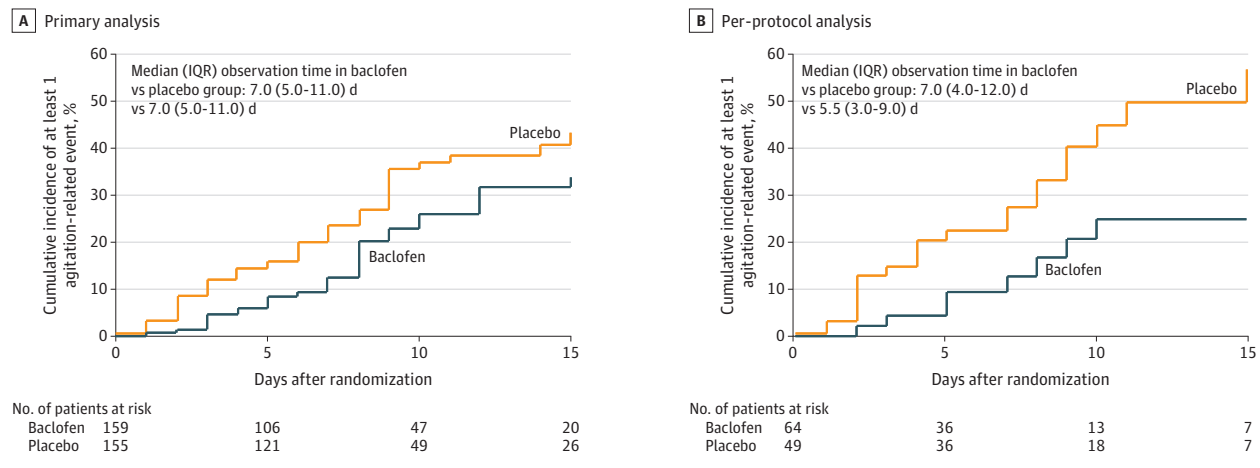 A Primary analysis
60
50
40
30
20
10
0
Cumulative incidence of at least 1
agitation-related event, %
Median (IQR) observation time in baclofen
vs placebo group: 7.0 (5.0-11.0) d
vs 7.0 (5.0-11.0) d
Placebo
Baclofen
0 5 10 15
Days after randomization
No. of patients at risk
Baclofen 159 106 47 20
Placebo 155 121 49 26
B Per-protocol analysis
60
50
40
30
20
10
0
Cumulative incidence of at least 1
agitation-related event, %
Median (IQR) observation time in baclofen
vs placebo group: 7.0 (4.0-12.0) d
vs 5.5 (3.0-9.0) d
Placebo
Baclofen
0 5 10 15
Days after randomization
No. of patients at risk
Baclofen 64 36 13 7
Placebo 49 36 18 7